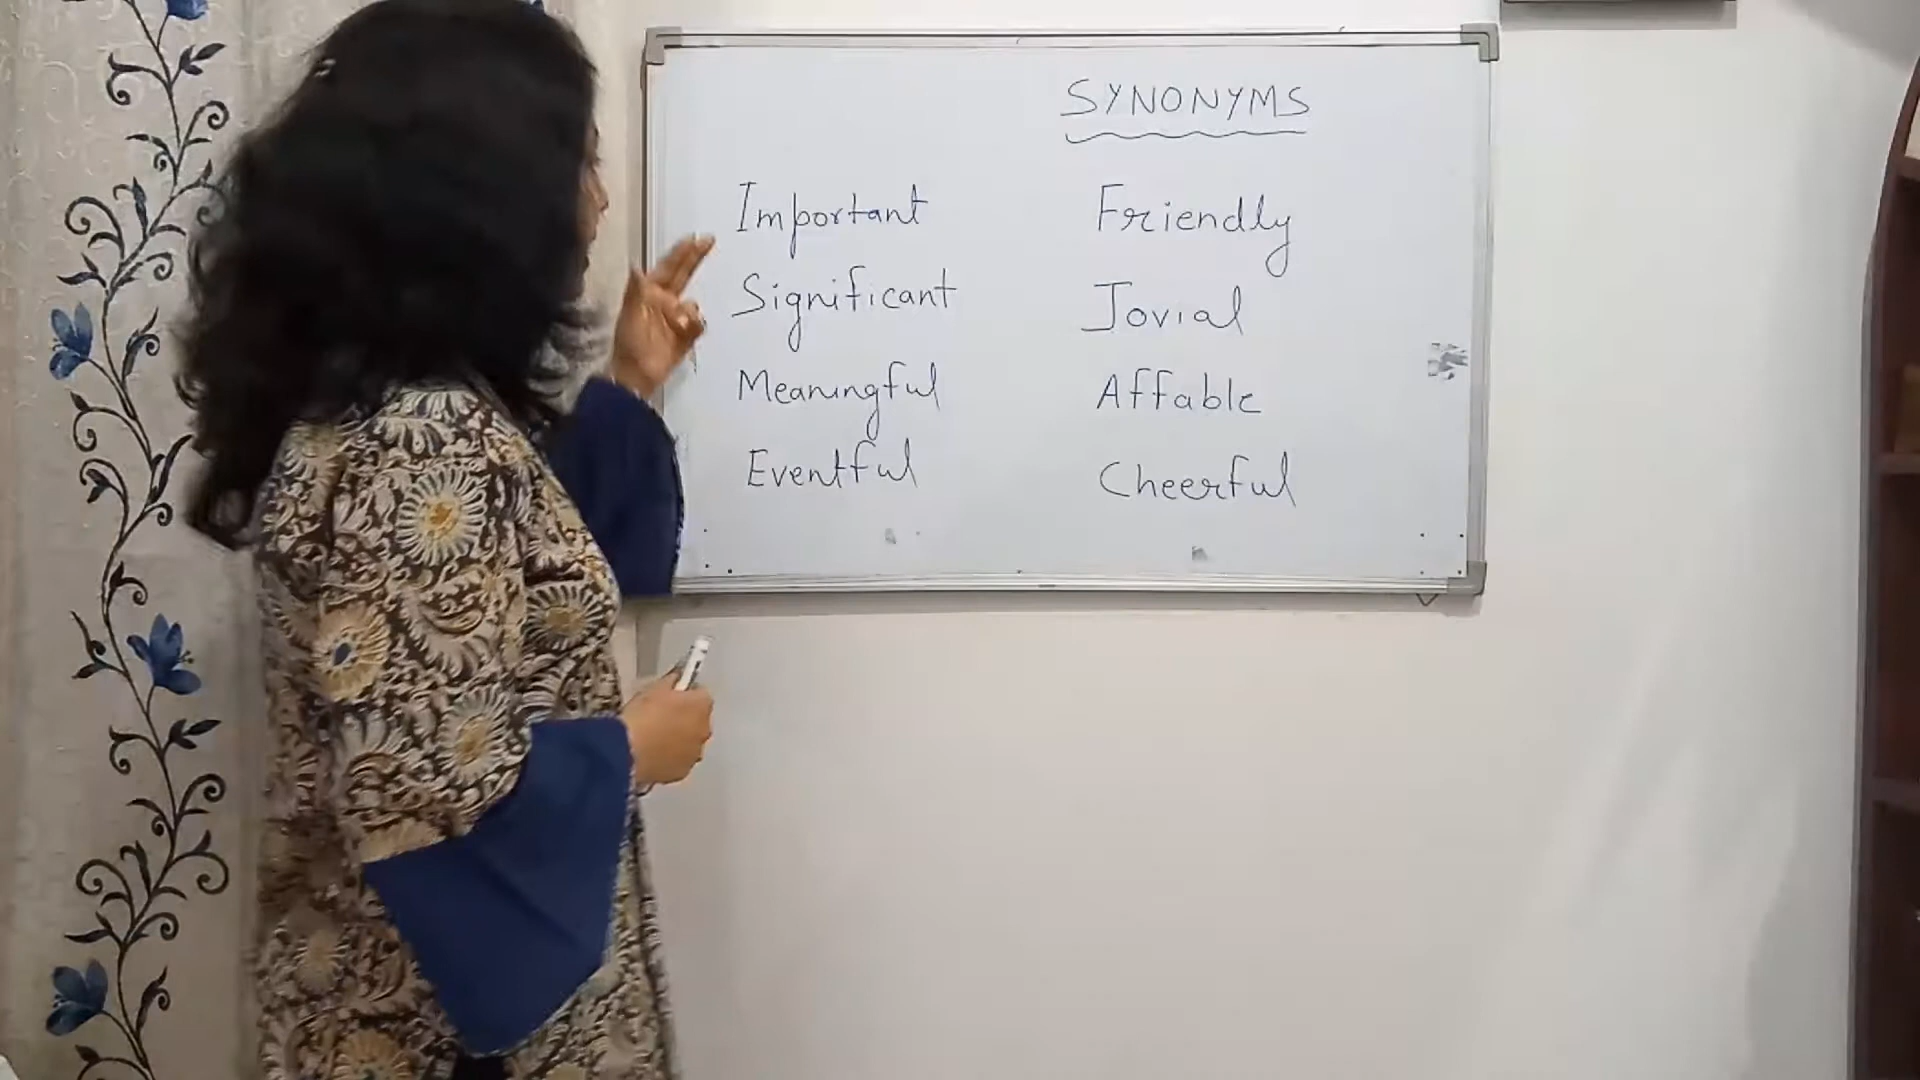 SYNONYMS
Important
Significant
Meaningful
Eventful
Friendly
Jovial
Affable
Cheerful